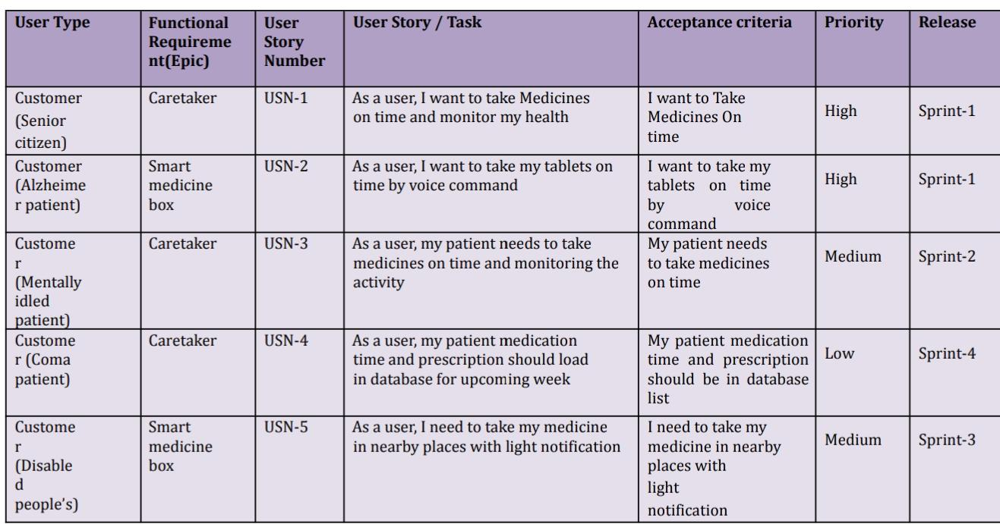 User Type
Functional
Requireme
nt(Epic)
User
Story
Number
User Story / Task
Acceptance criteria
Priority
Release
Customer
(Senior
citizen)
Caretaker
USN-1
As a user, I want to take Medicines
on time and monitor my health
I want to Take
Medicines On
time
High
Sprint-1
Customer
(Alzheime
r patient)
Smart
medicine
box
USN-2
As a user, I want to take my tablets on
time by voice command
I want to take my
tablets on time
by voice
command
High
Sprint-1
Custome
r
(Mentally
idled
patient)
Caretaker
USN-3
As a user, my patient needs to take
medicines on time and monitoring the
activity
My patient needs
to take medicines
on time
Medium
Sprint-2
Custome
r (Coma
patient)
Caretaker
USN-4
As a user, my patient medication
time and prescription should load
in database for upcoming week
My patient medication
time and prescription
should be in database
list
Low
Sprint-4
Custome
r
(Disable
d
people's)
Smart
medicine
box
USN-5
As a user, I need to take my medicine
in nearby places with light notification
I need to take my
medicine in nearby
places with
light
notification
Medium
Sprint-3